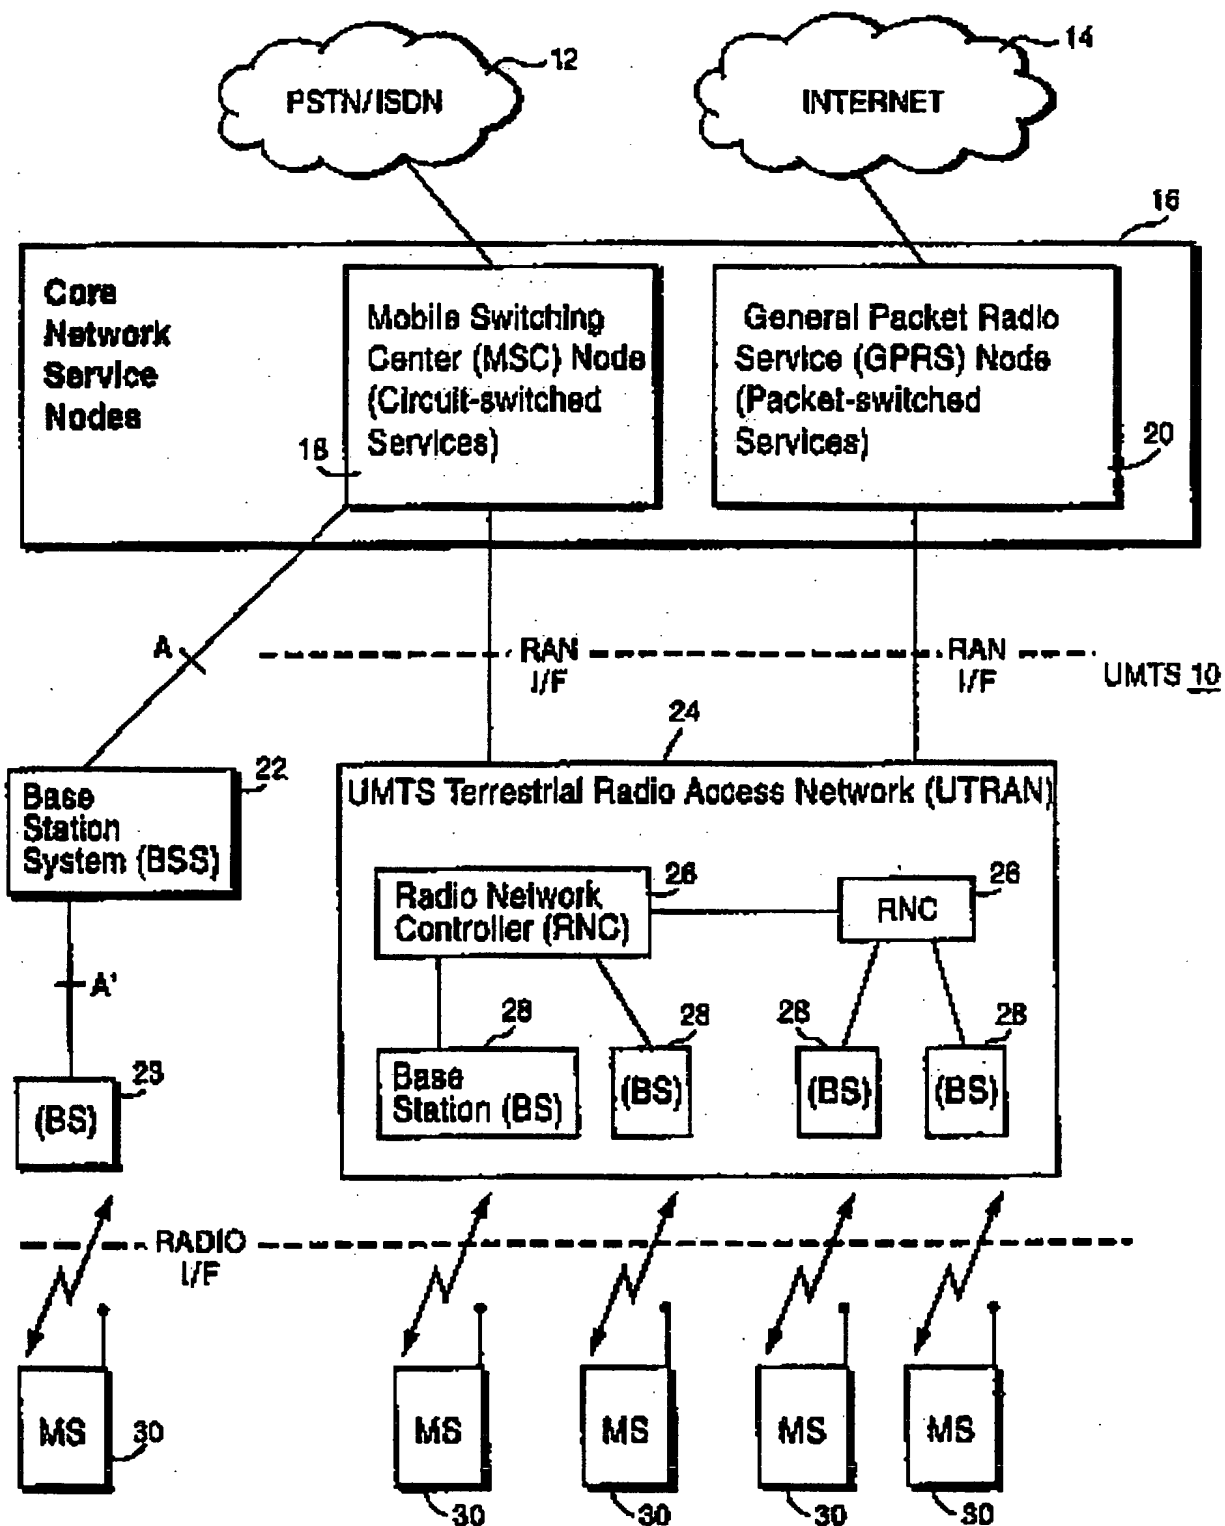 12
14
PSTN/ISDN
INTERNET
16
Core
Network
Service
Nodes
Mobile Switching
Center (MSC) Node
(Circuit-switched
Services)
18
General Packet Radio
Service (GPRS) Node
(Packet-switched
Services)
20
A
RAN
I/F
RAN
I/F
UMTS 10
24
22
Base
Station
System (BSS)
UMTS Terrestrial Radio Access Network (UTRAN)
26
Radio Network
Controller (RNC)
26
RNC
A'
28
28
28
28
Base
Station (BS)
(BS)
(BS)
(BS)
23
(BS)
RADIO
I/F
MS
30
MS
30
MS
30
MS
30
MS
30